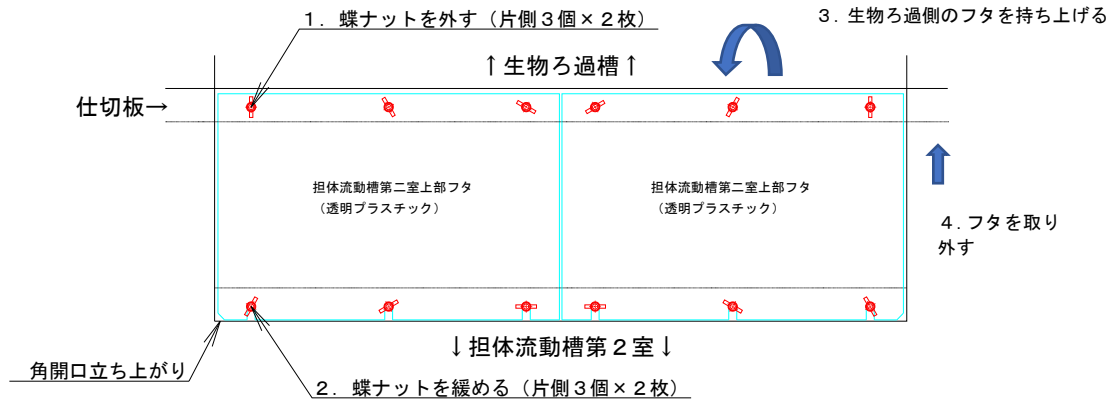 １．蝶ナットを外す（片側３個×２枚）
３．生物ろ過側のフタを持ち上げる
↑生物ろ過槽↑
仕切板→
担体流動槽第二室上部フタ
（透明プラスチック）
担体流動槽第二室上部フタ
（透明プラスチック）
４．フタを取り
外す
↓担体流動槽第２室↓
角開口立ち上がり
２．蝶ナットを緩める（片側３個×２枚）